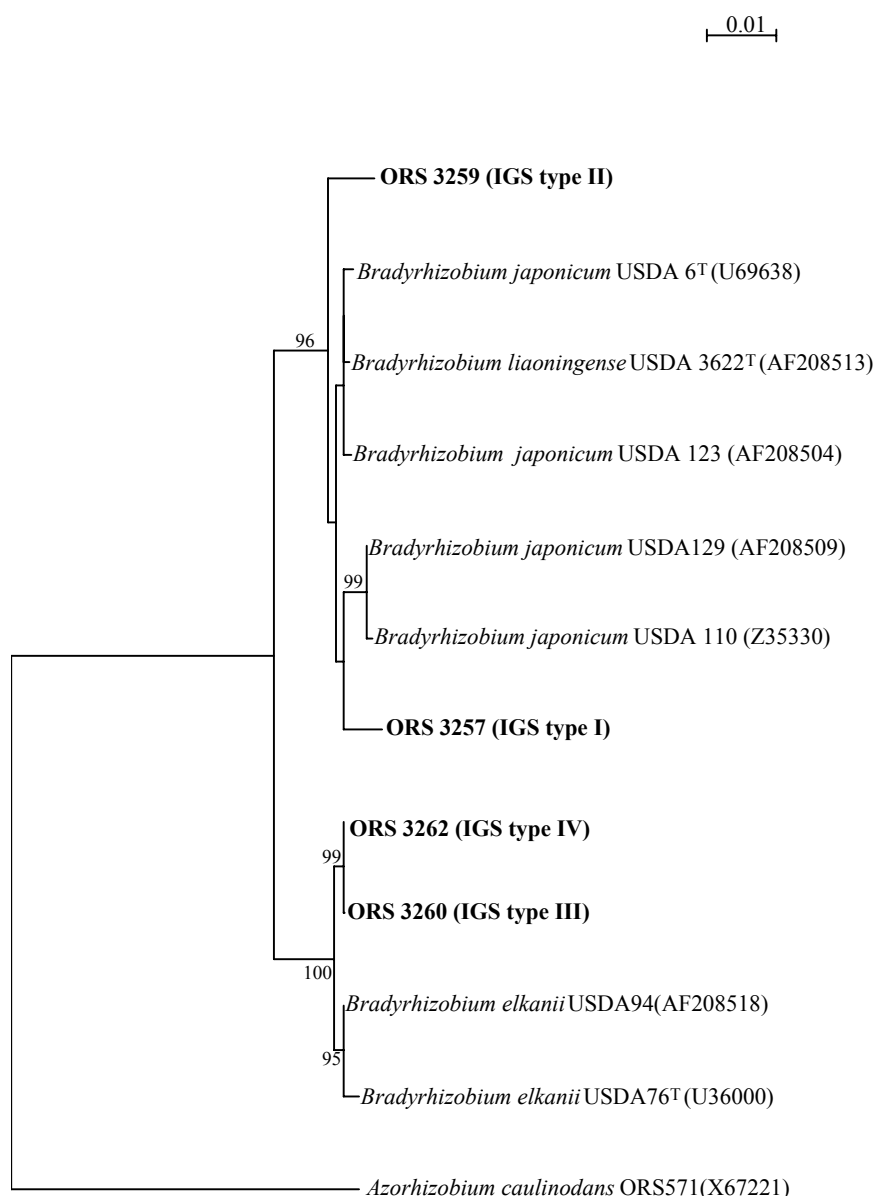 0.01
ORS 3259 (IGS type II)
Bradyrhizobium japonicum USDA 6T (U69638)
96
Bradyrhizobium liaoningense USDA 3622T (AF208513)
Bradyrhizobium japonicum USDA 123 (AF208504)
Bradyrhizobium japonicum USDA129 (AF208509)
99
Bradyrhizobium japonicum USDA 110 (Z35330)
ORS 3257 (IGS type I)
ORS 3262 (IGS type IV)
99
ORS 3260 (IGS type III)
100
Bradyrhizobium elkanii USDA94(AF208518)
95
Bradyrhizobium elkanii USDA76T (U36000)
Azorhizobium caulinodans ORS571(X67221)